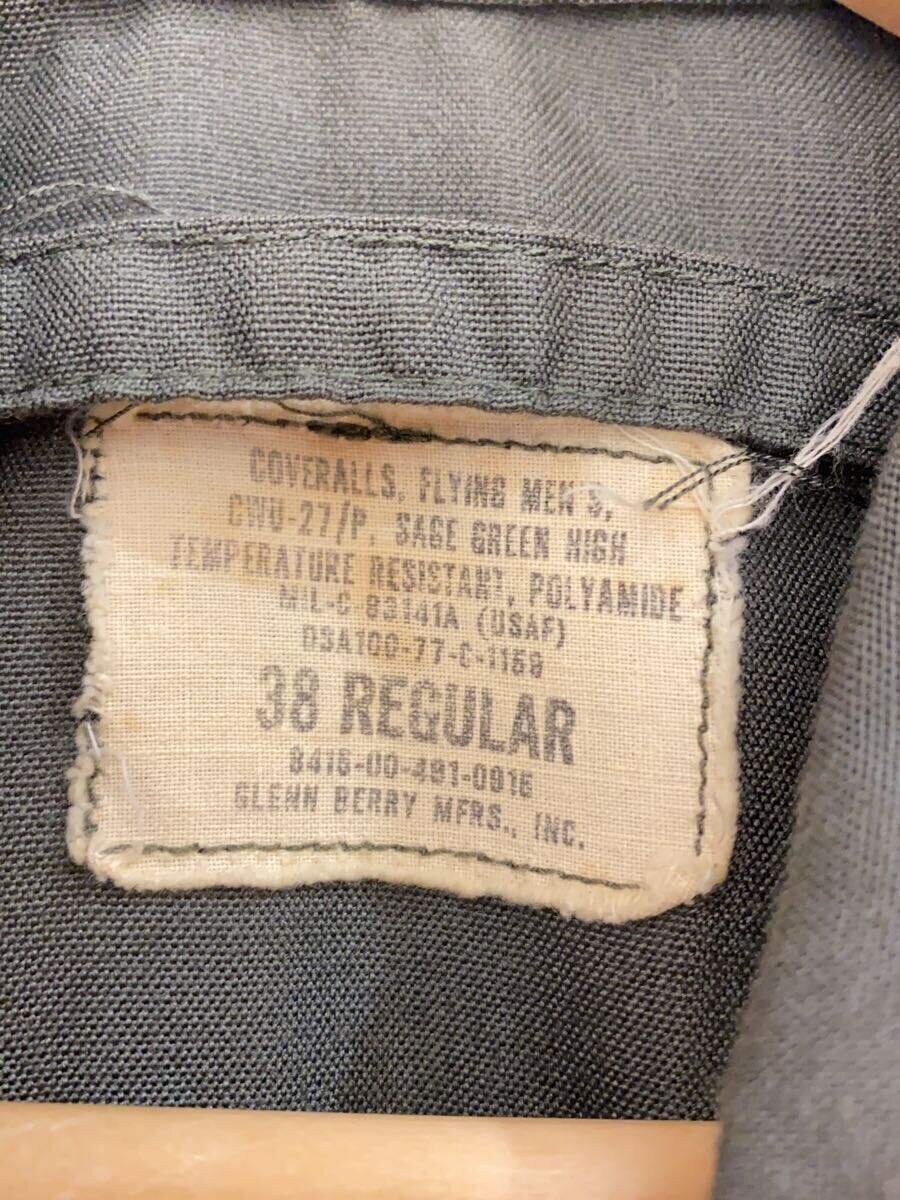 COVERALLS, FLYING MEN'S,
CWU-27/P, SAGE GREEN HIGH
TEMPERATURE RESISTANT, POLYAMIDE
MIL-C 83141A (USAF)
DSA100-77-C-1159
38 REGULAR
8415-00-491-0916
GLENN BERRY MFRS., INC.